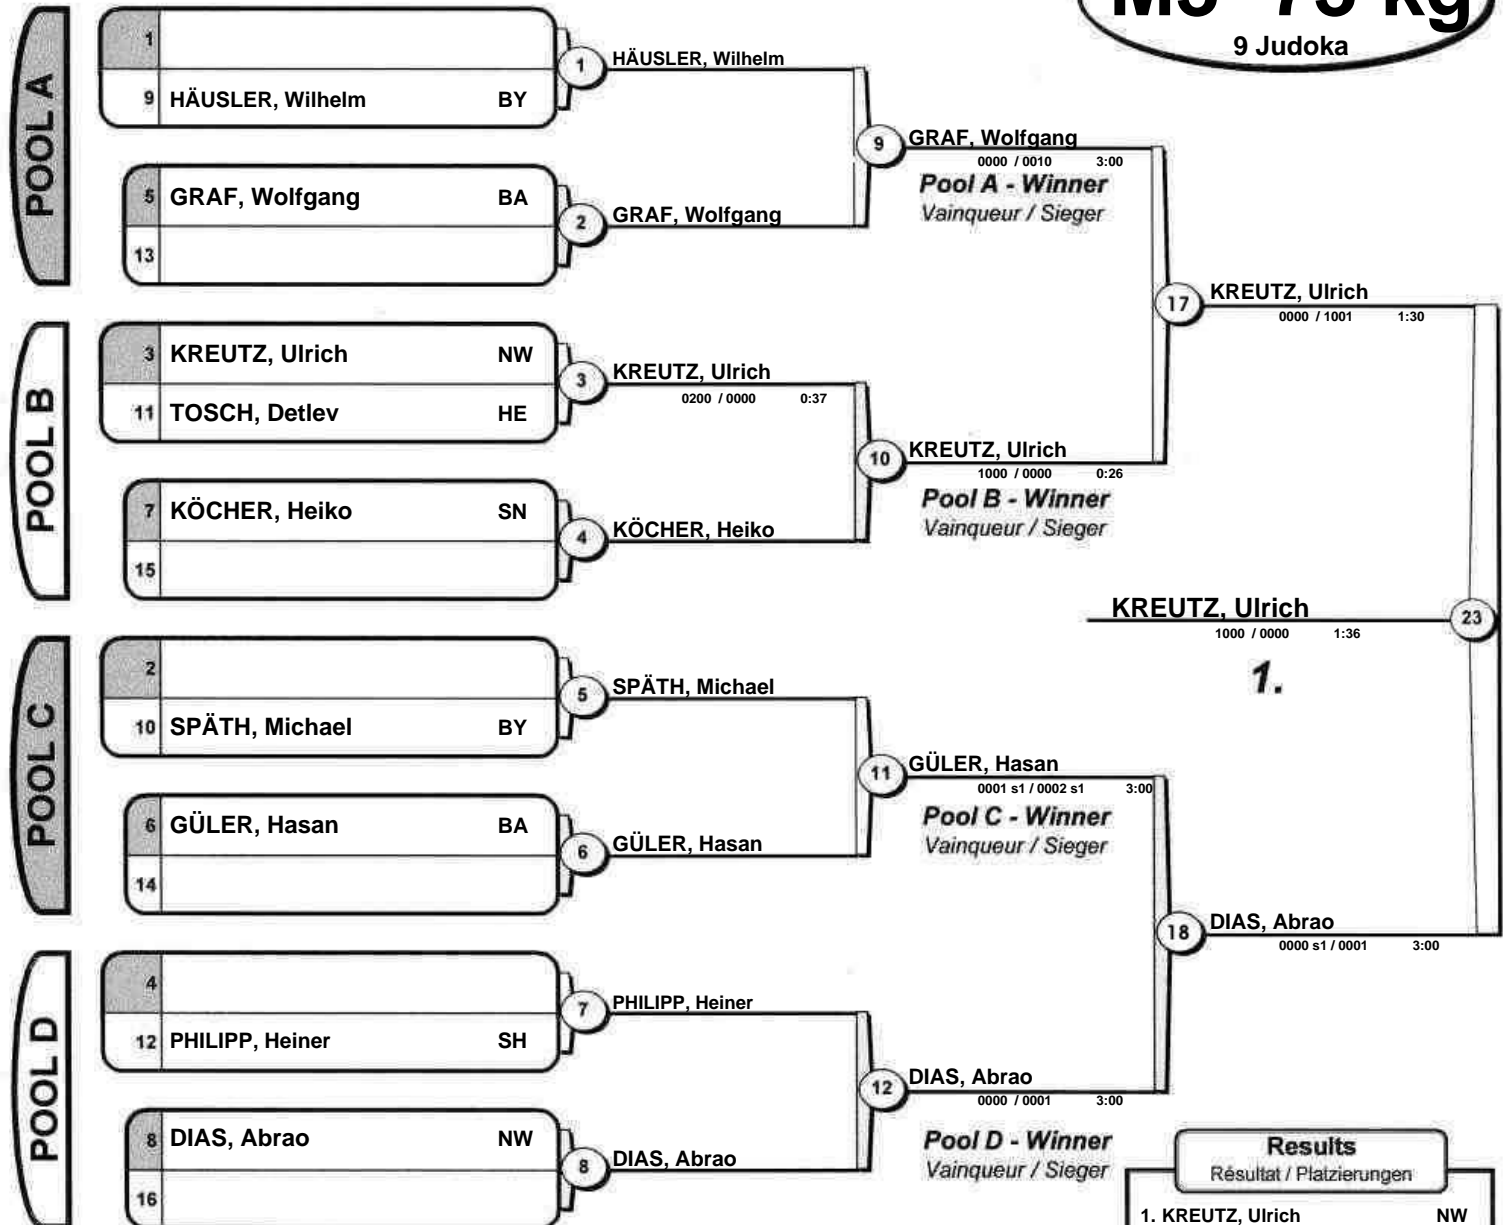 M5 -73 kg
9 Judoka
POOL A
1
9 HÄUSLER, Wilhelm BY
1 HÄUSLER, Wilhelm
5 GRAF, Wolfgang BA
13
2 GRAF, Wolfgang
9 GRAF, Wolfgang
0000 / 0010 3:00
Pool A - Winner
Vainqueur / Sieger
POOL B
3 KREUTZ, Ulrich NW
11 TOSCH, Detlev HE
3 KREUTZ, Ulrich
0200 / 0000 0:37
7 KÖCHER, Heiko SN
15
4 KÖCHER, Heiko
10 KREUTZ, Ulrich
1000 / 0000 0:26
Pool B - Winner
Vainqueur / Sieger
17 KREUTZ, Ulrich
0000 / 1001 1:30
KREUTZ, Ulrich 23
1000 / 0000 1:36
1.
POOL C
2
10 SPÄTH, Michael BY
5 SPÄTH, Michael
6 GÜLER, Hasan BA
14
6 GÜLER, Hasan
11 GÜLER, Hasan
0001 s1 / 0002 s1 3:00
Pool C - Winner
Vainqueur / Sieger
18 DIAS, Abrao
0000 s1 / 0001 3:00
POOL D
4
12 PHILIPP, Heiner SH
7 PHILIPP, Heiner
8 DIAS, Abrao NW
16
8 DIAS, Abrao
12 DIAS, Abrao
0000 / 0001 3:00
Pool D - Winner
Vainqueur / Sieger
Results
Résultat / Platzierungen
1. KREUTZ, Ulrich NW